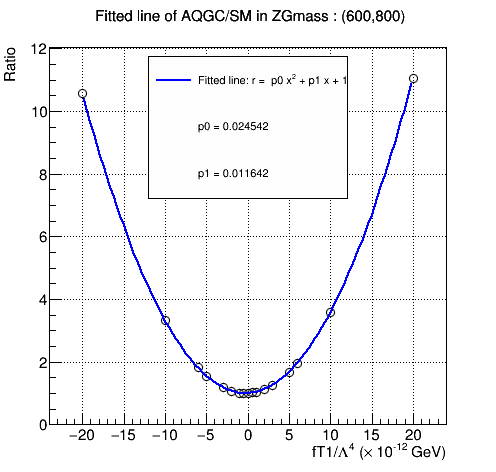 Fitted line of AQGC/SM in ZGmass : (600,800)
Ratio
12
10
8
6
4
2
0
Fitted line: r = p0 x² + p1 x + 1
p0 = 0.024542
p1 = 0.011642
−20 −15 −10 −5 0 5 10 15 20
fT1/Λ⁴ (× 10⁻¹² GeV)